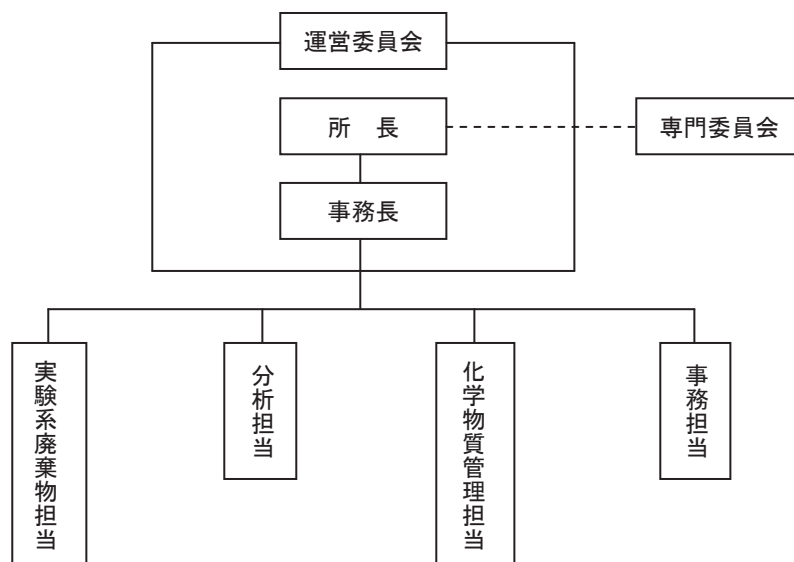 運営委員会
所　長
専門委員会
事務長
実験系廃棄物担当
分析担当
化学物質管理担当
事務担当